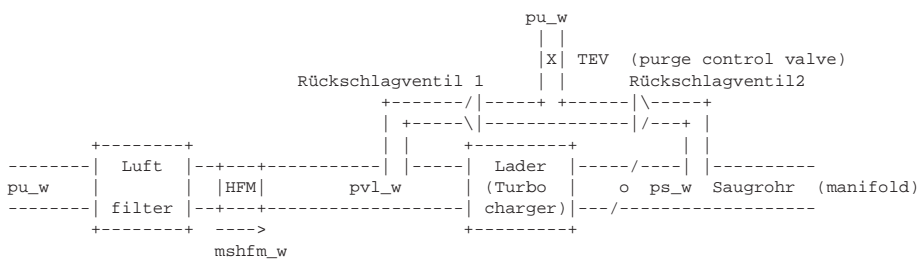 pu_w
X TEV (purge control valve)
Rückschlagventil 1 Rückschlagventil2
Luft Lader
pu_w HFM pvl_w (Turbo o ps_w Saugrohr (manifold)
filter charger)
---->
mshfm_w